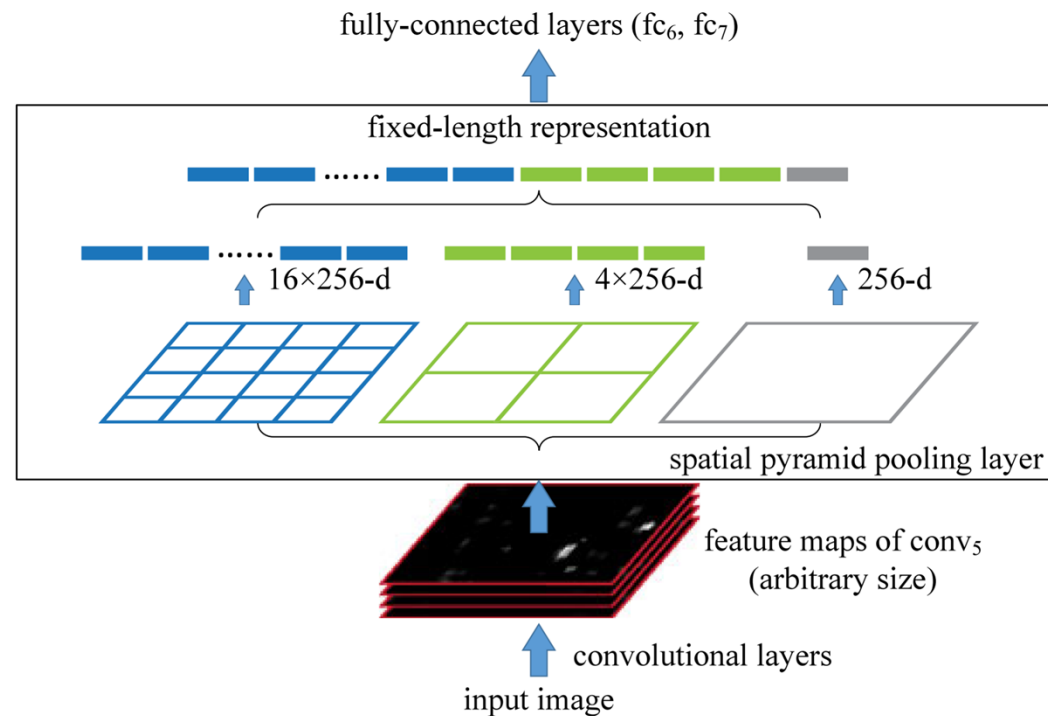 fully-connected layers (fc₆, fc₇)
fixed-length representation
......
......
16×256-d
4×256-d
256-d
spatial pyramid pooling layer
feature maps of conv₅
(arbitrary size)
convolutional layers
input image